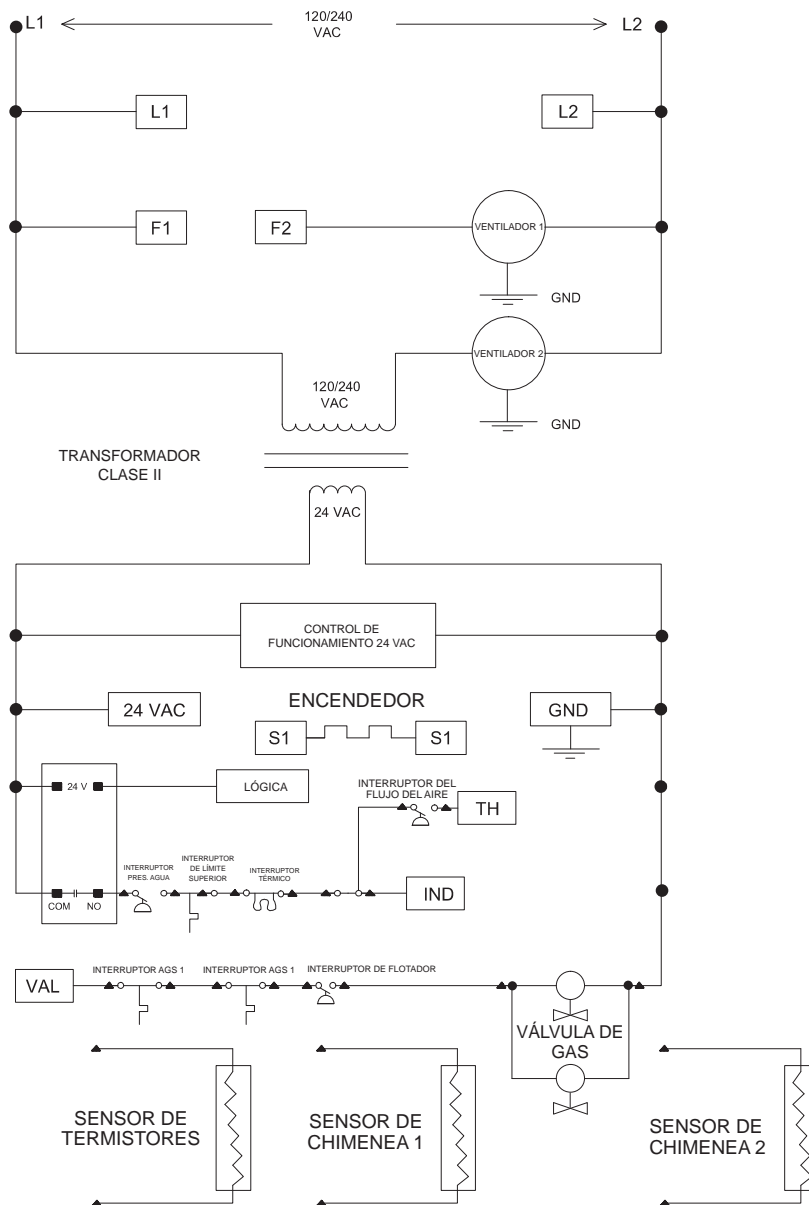 L1
120/240
VAC
L2
L1
L2
F1
F2
VENTILADOR 1
GND
VENTILADOR 2
120/240
VAC
GND
TRANSFORMADOR
CLASE II
24 VAC
CONTROL DE
FUNCIONAMIENTO 24 VAC
ENCENDEDOR
24 VAC
GND
S1
S1
24 V
LÓGICA
INTERRUPTOR DEL
FLUJO DEL AIRE
TH
INTERRUPTOR
PRES. AGUA
INTERRUPTOR
DE LÍMITE
SUPERIOR
INTERRUPTOR
TÉRMICO
COM
NO
IND
VAL
INTERRUPTOR AGS 1
INTERRUPTOR AGS 1
INTERRUPTOR DE FLOTADOR
VÁLVULA DE
GAS
SENSOR DE
TERMISTORES
SENSOR DE
CHIMENEA 1
SENSOR DE
CHIMENEA 2